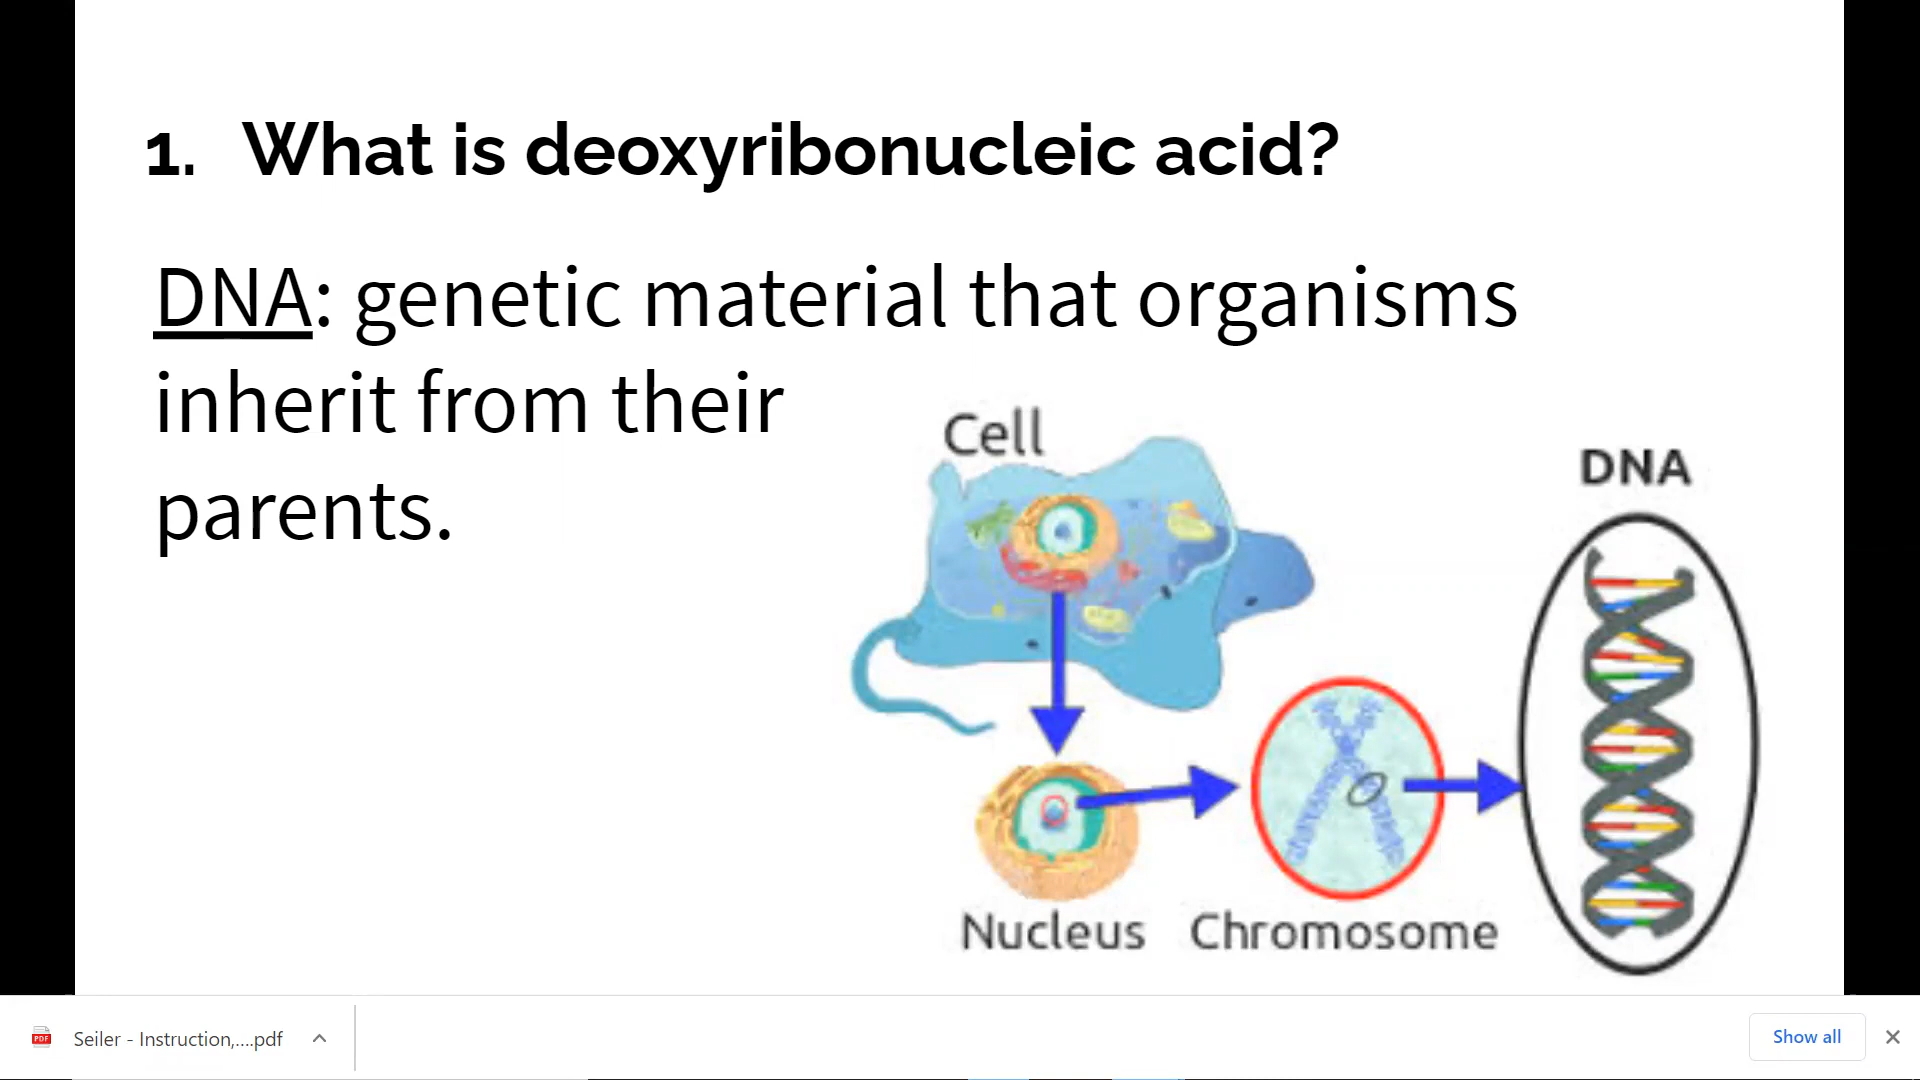 1. What is deoxyribonucleic acid?
DNA: genetic material that organisms
inherit from their
parents.
Cell
DNA
Nucleus
Chromosome
PDF
Seiler - Instruction,....pdf
Show all